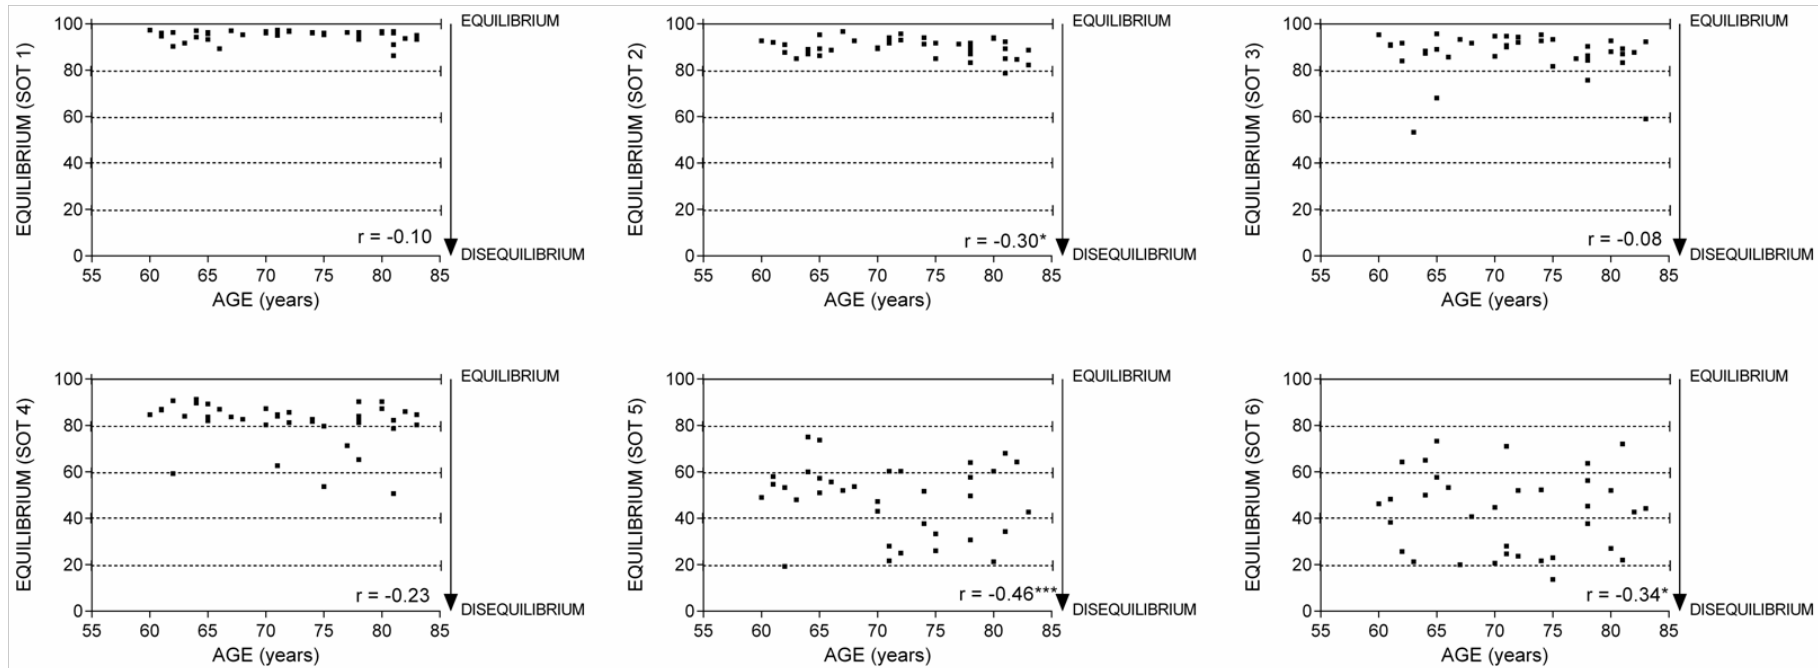 EQUILIBRIUM (SOT 1)
100
80
60
40
20
0
55 60 65 70 75 80 85
AGE (years)
r = -0.10
EQUILIBRIUM
DISEQUILIBRIUM
EQUILIBRIUM (SOT 2)
100
80
60
40
20
0
55 60 65 70 75 80 85
AGE (years)
r = -0.30*
EQUILIBRIUM
DISEQUILIBRIUM
EQUILIBRIUM (SOT 3)
100
80
60
40
20
0
55 60 65 70 75 80 85
AGE (years)
r = -0.08
EQUILIBRIUM
DISEQUILIBRIUM
EQUILIBRIUM (SOT 4)
100
80
60
40
20
0
55 60 65 70 75 80 85
AGE (years)
r = -0.23
EQUILIBRIUM
DISEQUILIBRIUM
EQUILIBRIUM (SOT 5)
100
80
60
40
20
0
55 60 65 70 75 80 85
AGE (years)
r = -0.46***
EQUILIBRIUM
DISEQUILIBRIUM
EQUILIBRIUM (SOT 6)
100
80
60
40
20
0
55 60 65 70 75 80 85
AGE (years)
r = -0.34*
EQUILIBRIUM
DISEQUILIBRIUM